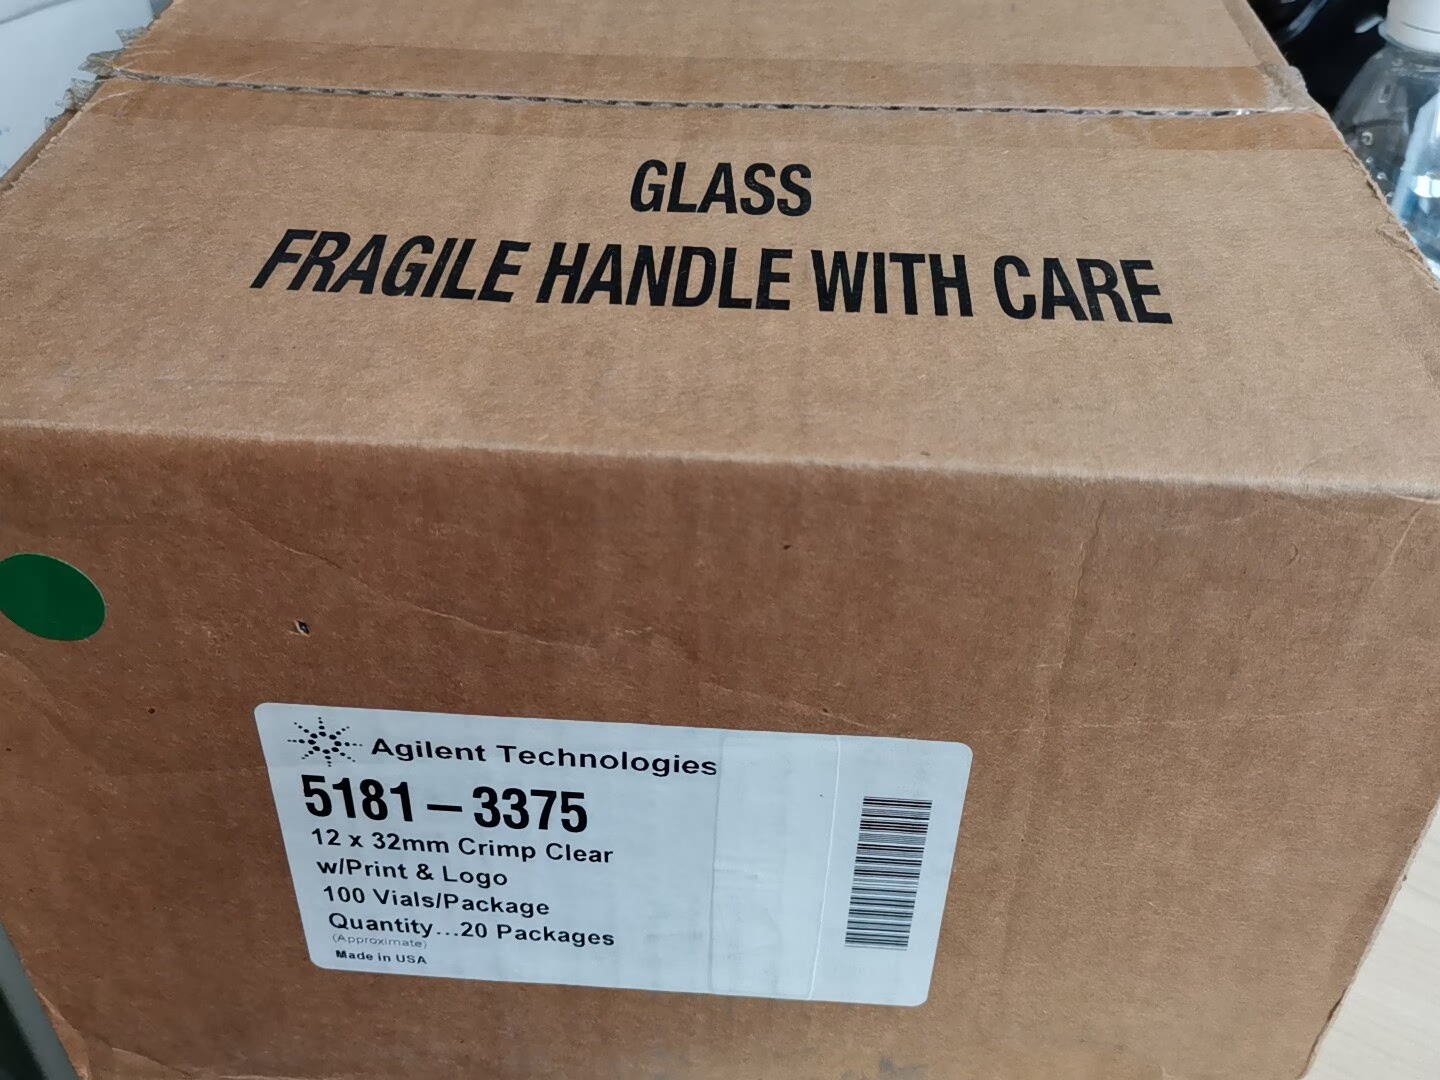 GLASS
FRAGILE HANDLE WITH CARE
Agilent Technologies
5181-3375
12 x 32mm Crimp Clear
w/Print & Logo
100 Vials/Package
Quantity...20 Packages
(Approximate)
Made in USA